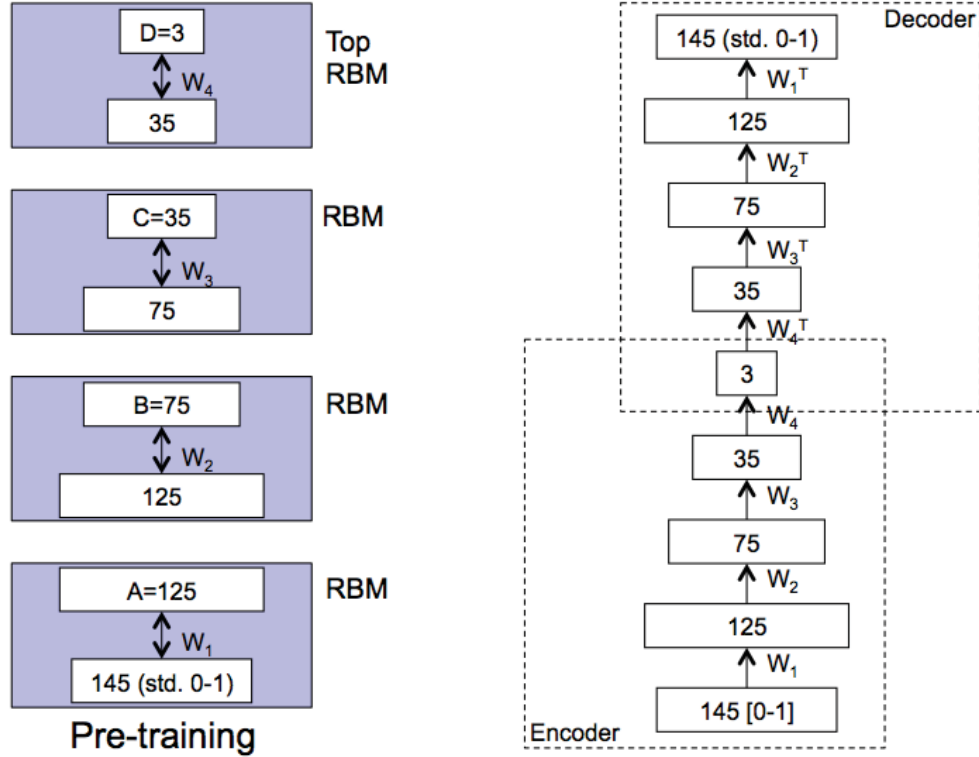 D=3
W₄
35
Top
RBM
C=35
W₃
75
RBM
B=75
W₂
125
RBM
A=125
W₁
145 (std. 0-1)
RBM
Pre-training
Decoder
145 (std. 0-1)
W₁ᵀ
125
W₂ᵀ
75
W₃ᵀ
35
W₄ᵀ
3
W₄
35
W₃
75
W₂
125
W₁
145 [0-1]
Encoder